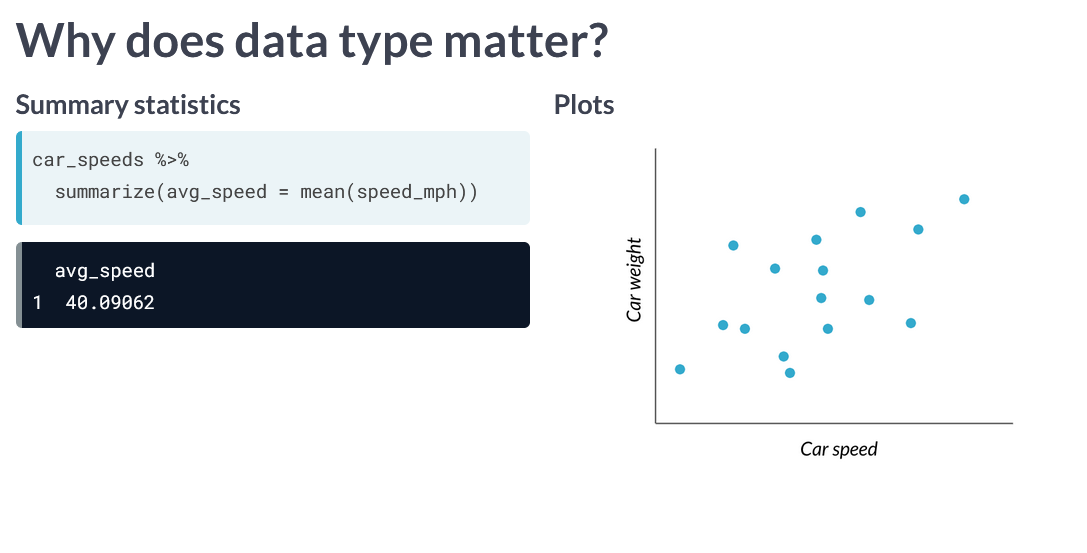 Why does data type matter?
Summary statistics
car_speeds %>%
  summarize(avg_speed = mean(speed_mph))
  avg_speed
1  40.09062
Plots
Car weight
Car speed